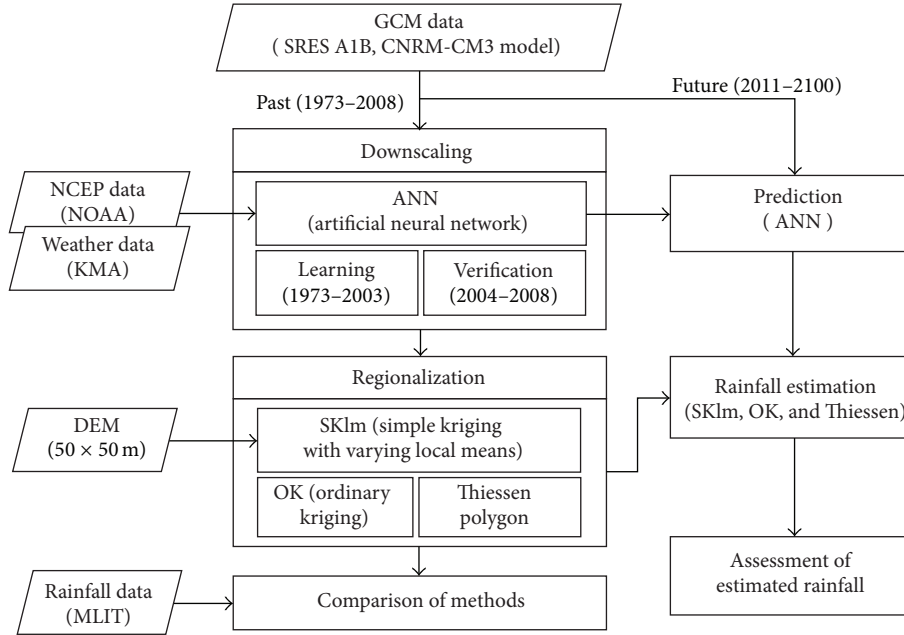 GCM data
( SRES A1B, CNRM-CM3 model)
Past (1973–2008)
Future (2011–2100)
Downscaling
NCEP data
(NOAA)
Weather data
(KMA)
ANN
(artificial neural network)
Learning
(1973–2003)
Verification
(2004–2008)
Prediction
( ANN )
Regionalization
DEM
(50 × 50 m)
SKlm (simple kriging
with varying local means)
OK (ordinary
kriging)
Thiessen
polygon
Rainfall estimation
(SKlm, OK, and Thiessen)
Rainfall data
(MLIT)
Comparison of methods
Assessment of
estimated rainfall